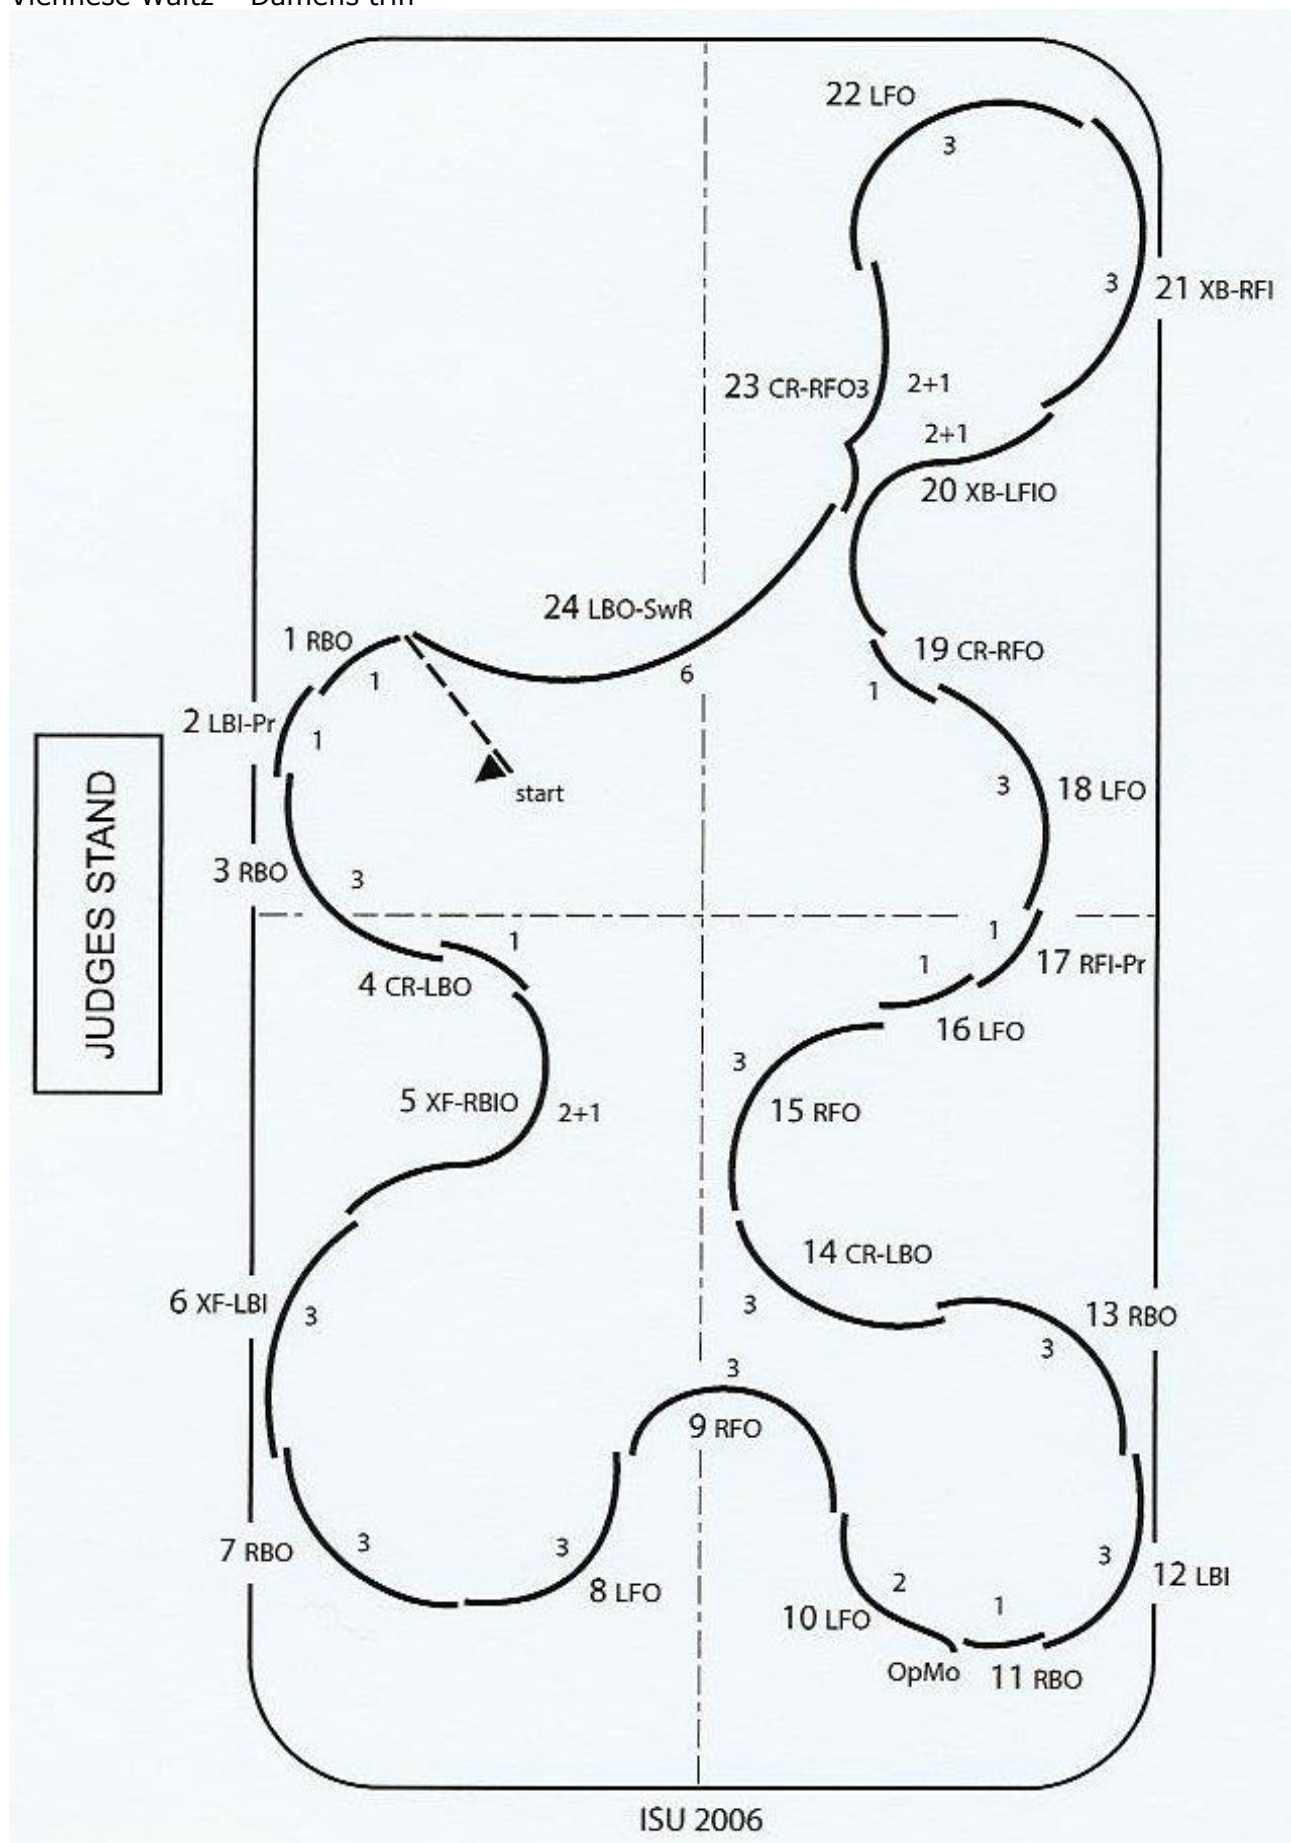 Viennese Waltz – Damens trin
22 LFO
3
3
21 XB-RFI
23 CR-RFO3
2+1
2+1
20 XB-LFIO
24 LBO-SwR
6
1 RBO
1
19 CR-RFO
1
2 LBI-Pr
1
start
3
18 LFO
JUDGES STAND
3 RBO
3
1
4 CR-LBO
1
17 RFI-Pr
1
16 LFO
5 XF-RBIO
2+1
3
15 RFO
14 CR-LBO
3
6 XF-LBI
3
13 RBO
3
3
9 RFO
7 RBO
3
3
8 LFO
2
10 LFO
OpMo
1
11 RBO
3
12 LBI
ISU 2006